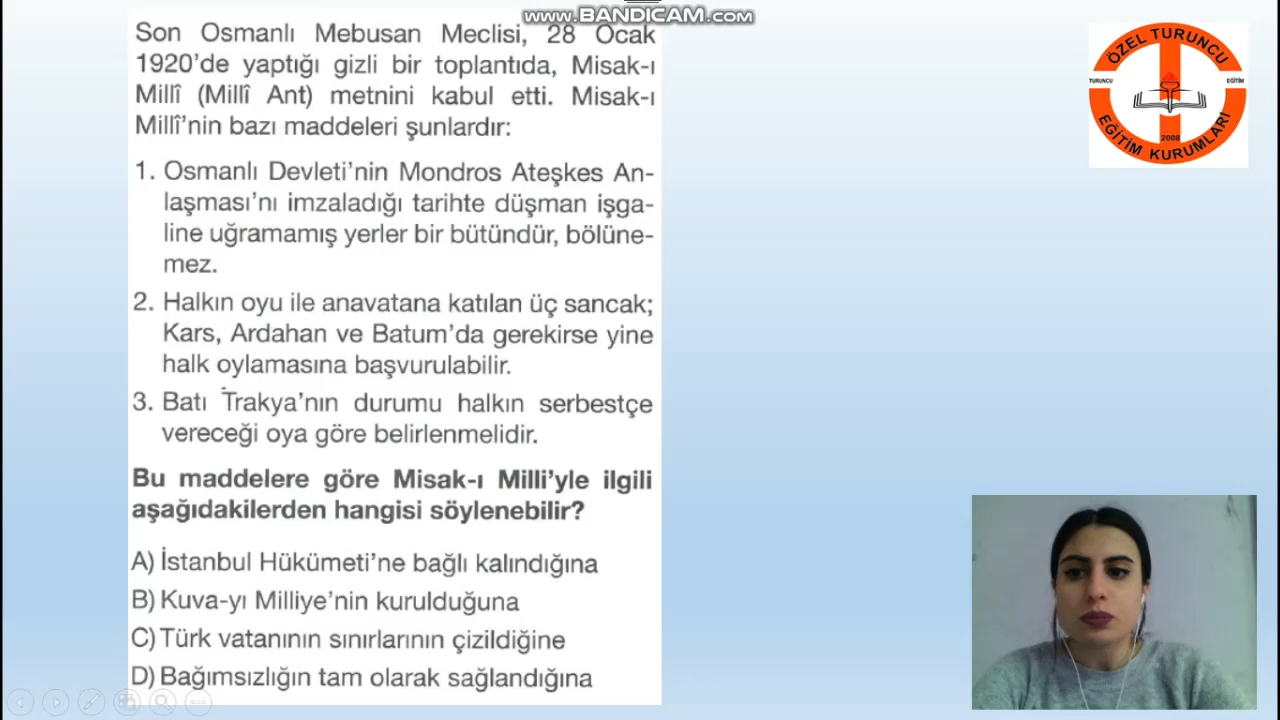 www.BANDICAM.com
Son Osmanlı Mebusan Meclisi, 28 Ocak
1920’de yaptığı gizli bir toplantıda, Misak-ı
Millî (Millî Ant) metnini kabul etti. Misak-ı
Millî’nin bazı maddeleri şunlardır:
1. Osmanlı Devleti’nin Mondros Ateşkes An-
laşması’nı imzaladığı tarihte düşman işga-
line uğramamış yerler bir bütündür, bölüne-
mez.
2. Halkın oyu ile anavatana katılan üç sancak;
Kars, Ardahan ve Batum’da gerekirse yine
halk oylamasına başvurulabilir.
3. Batı Trakya’nın durumu halkın serbestçe
vereceği oya göre belirlenmelidir.
Bu maddelere göre Misak-ı Milli’yle ilgili
aşağıdakilerden hangisi söylenebilir?
A) İstanbul Hükümeti’ne bağlı kalındığına
B) Kuva-yı Milliye’nin kurulduğuna
C) Türk vatanının sınırlarının çizildiğine
D) Bağımsızlığın tam olarak sağlandığına
ÖZEL TURUNCU
TURUNCU
EĞİTİM
2008
EĞİTİM KURUMLARI